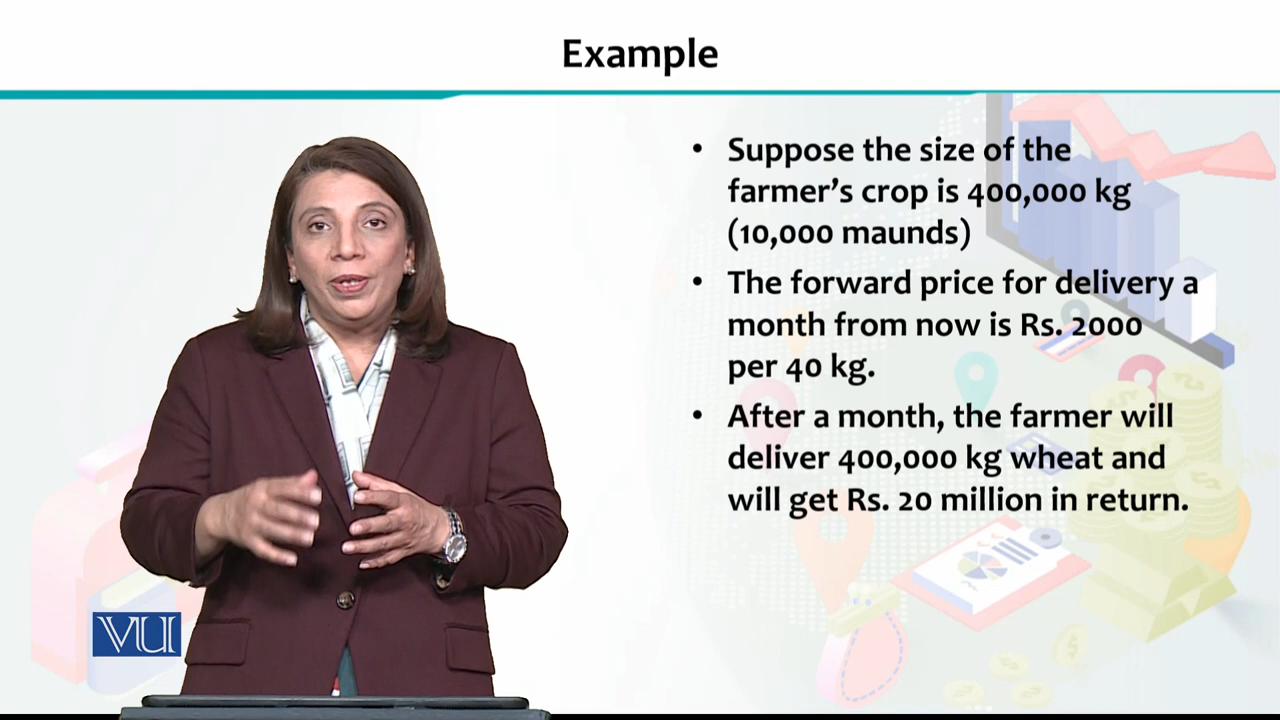 Example
• Suppose the size of the
farmer’s crop is 400,000 kg
(10,000 maunds)
• The forward price for delivery a
month from now is Rs. 2000
per 40 kg.
• After a month, the farmer will
deliver 400,000 kg wheat and
will get Rs. 20 million in return.
VU